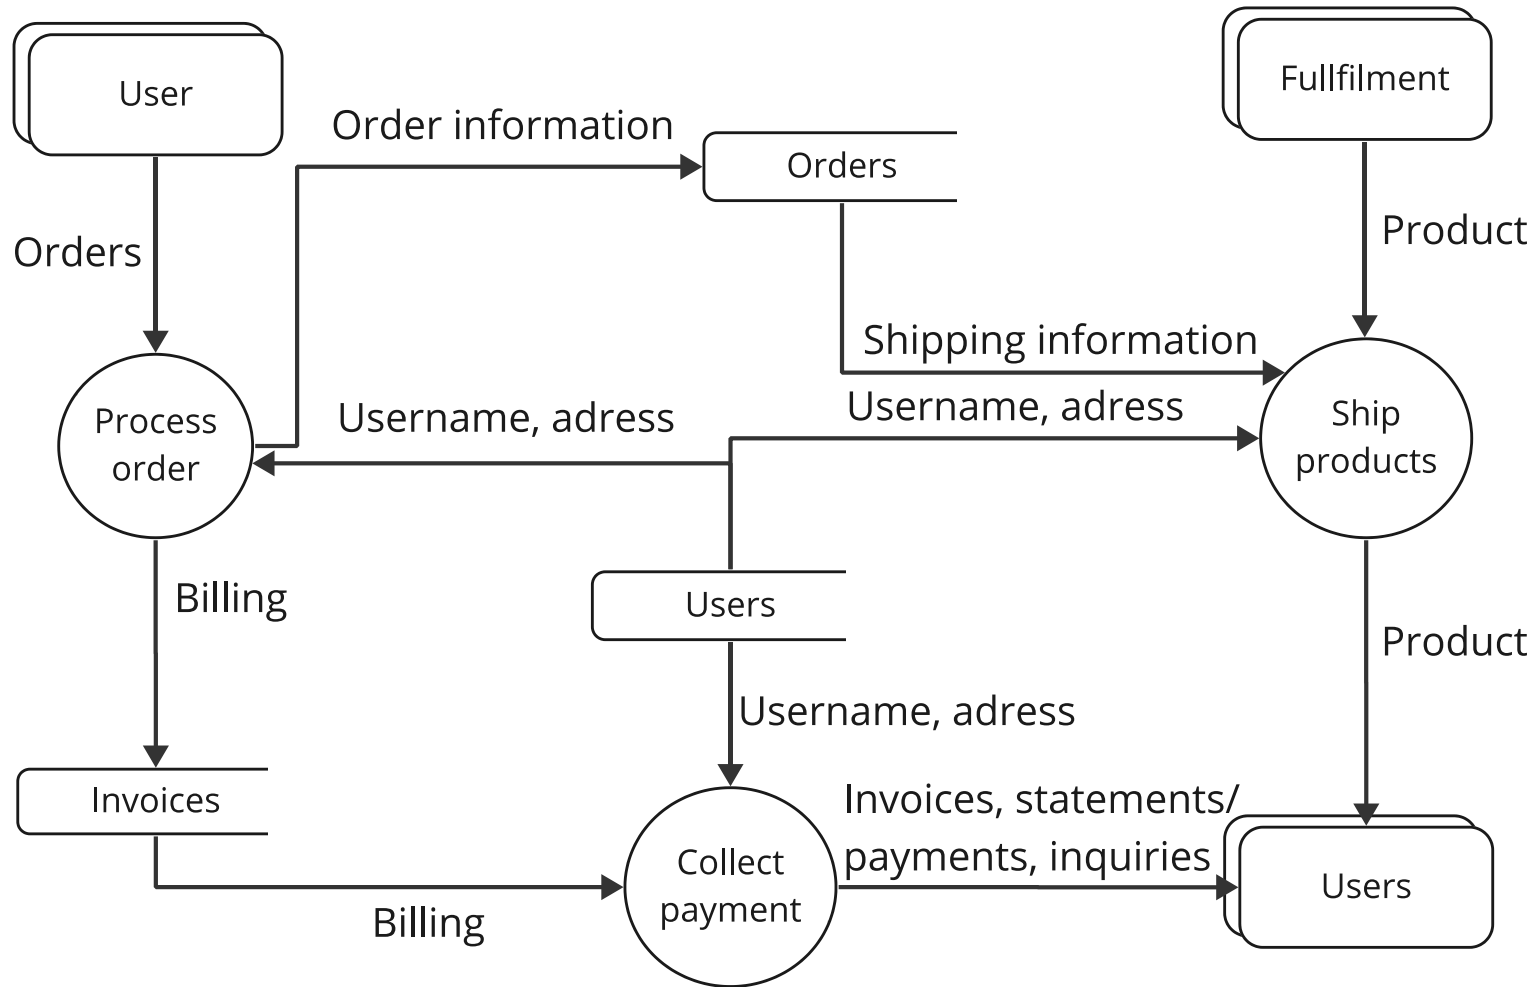 User
Fullfilment
Order information
Orders
Product
Orders
Shipping information
Username, adress
Username, adress
Process
order
Ship
products
Billing
Users
Product
Username, adress
Invoices
Invoices, statements/
payments, inquiries
Collect
payment
Users
Billing